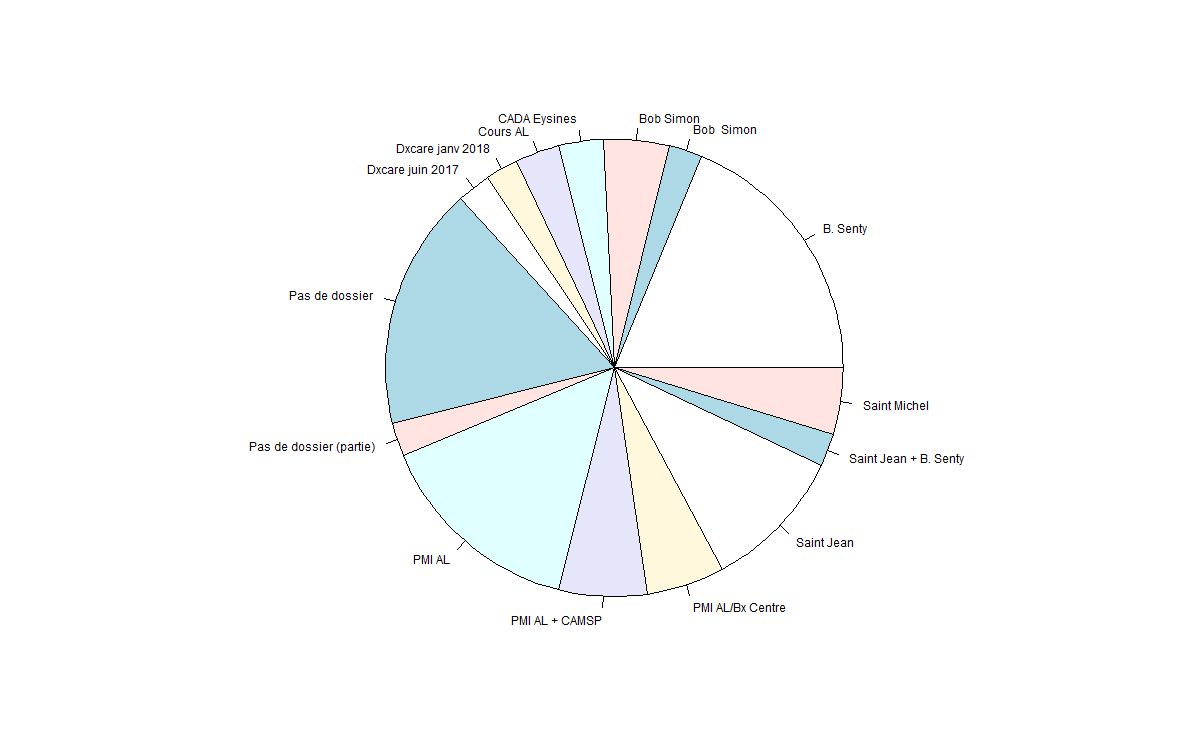 CADA Eysines
Bob Simon
Cours AL
Bob  Simon
Dxcare janv 2018
Dxcare juin 2017
B. Senty
Pas de dossier
Saint Michel
Pas de dossier (partie)
Saint Jean + B. Senty
Saint Jean
PMI AL
PMI AL/Bx Centre
PMI AL + CAMSP